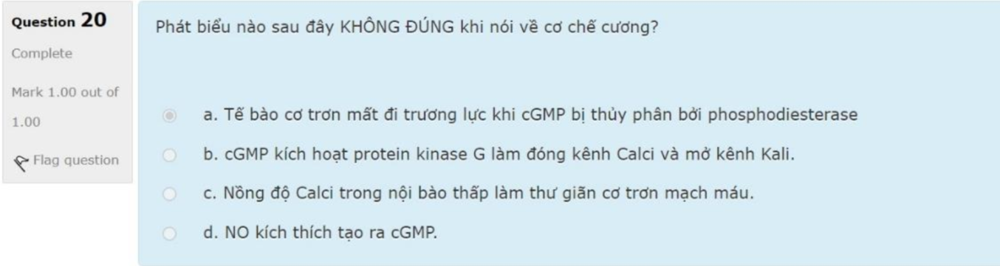 Question 20
Complete
Mark 1.00 out of
1.00
Flag question
Phát biểu nào sau đây KHÔNG ĐÚNG khi nói về cơ chế cương?
a. Tế bào cơ trơn mất đi trương lực khi cGMP bị thủy phân bởi phosphodiesterase
b. cGMP kích hoạt protein kinase G làm đóng kênh Calci và mở kênh Kali.
c. Nồng độ Calci trong nội bào thấp làm thư giãn cơ trơn mạch máu.
d. NO kích thích tạo ra cGMP.